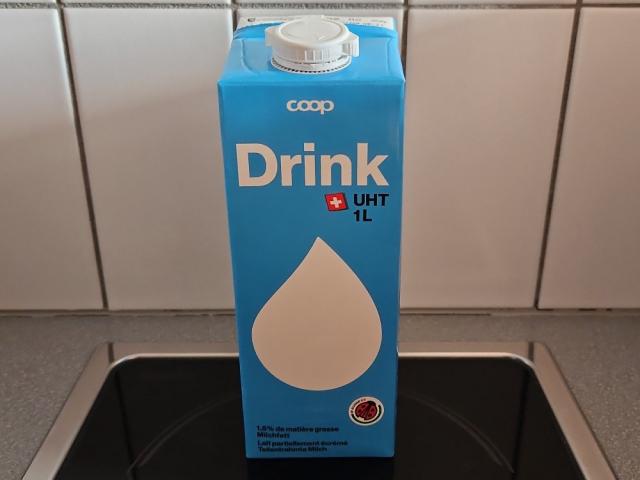 coop
Drink
UHT
1L
1,5% de matière grasse
Milchfett
Lait partiellement écrémé
Teilentrahmte Milch